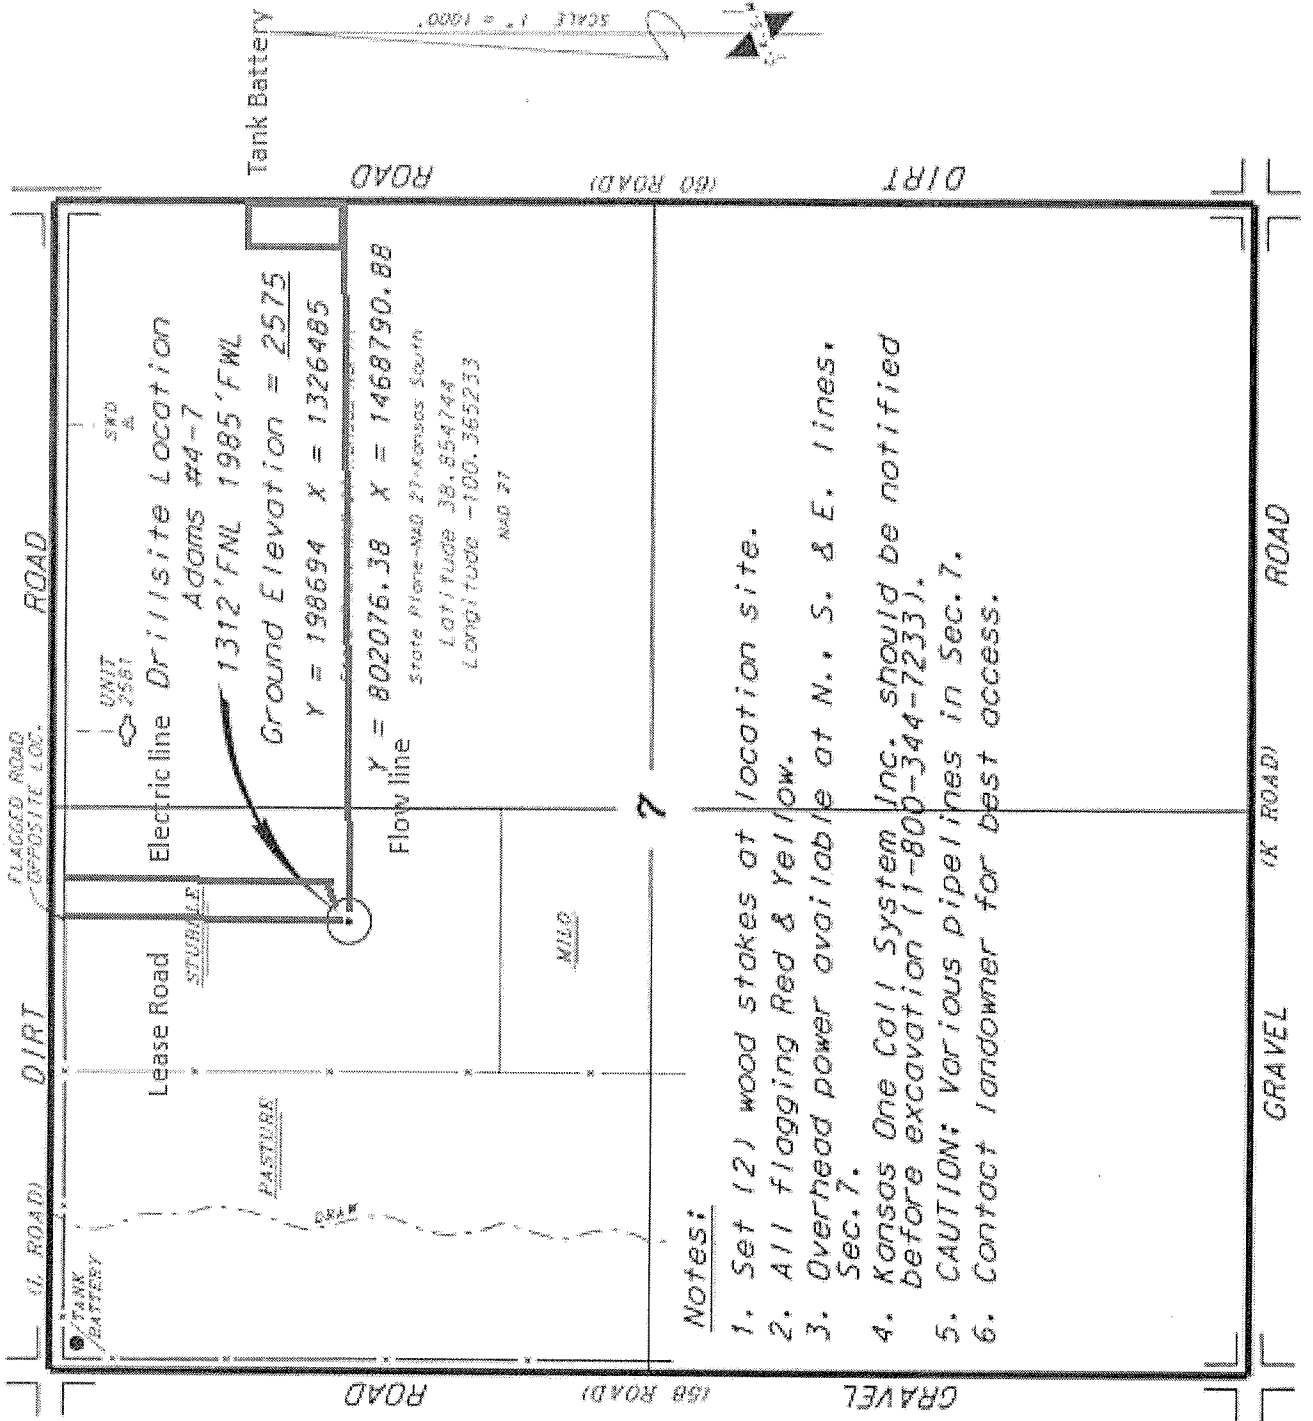 FLAGGED ROAD
OPPOSITE LOC.
(L ROAD)
DIRT
ROAD
TANK
BATTERY
UNIT
2581
SWD
Lease Road
Electric line
Drillsite Location
Adams #4-7
1312'FNL 1985'FWL
STUBBLE
PASTURE
DRAW
Ground Elevation = 2575
Y = 198694 X = 1326485
Y = 802076.38 X = 1468790.88
Flow line
State Plane-NAD 27-Kansas South
Latitude 38.854744
Longitude -100.365233
NAD 27
MILO
7
Notes:
1. Set (2) wood stakes at location site.
2. All flagging Red & Yellow.
3. Overhead power available at N., S. & E. lines.
Sec.7.
4. Kansas One Call System Inc. should be notified
before excavation (1-800-344-7233).
5. CAUTION: Various pipelines in Sec.7.
6. Contact landowner for best access.
GRAVEL
(K ROAD)
ROAD
GRAVEL
(58 ROAD)
ROAD
Tank Battery
ROAD
(60 ROAD)
DIRT
SCALE 1" = 1000'